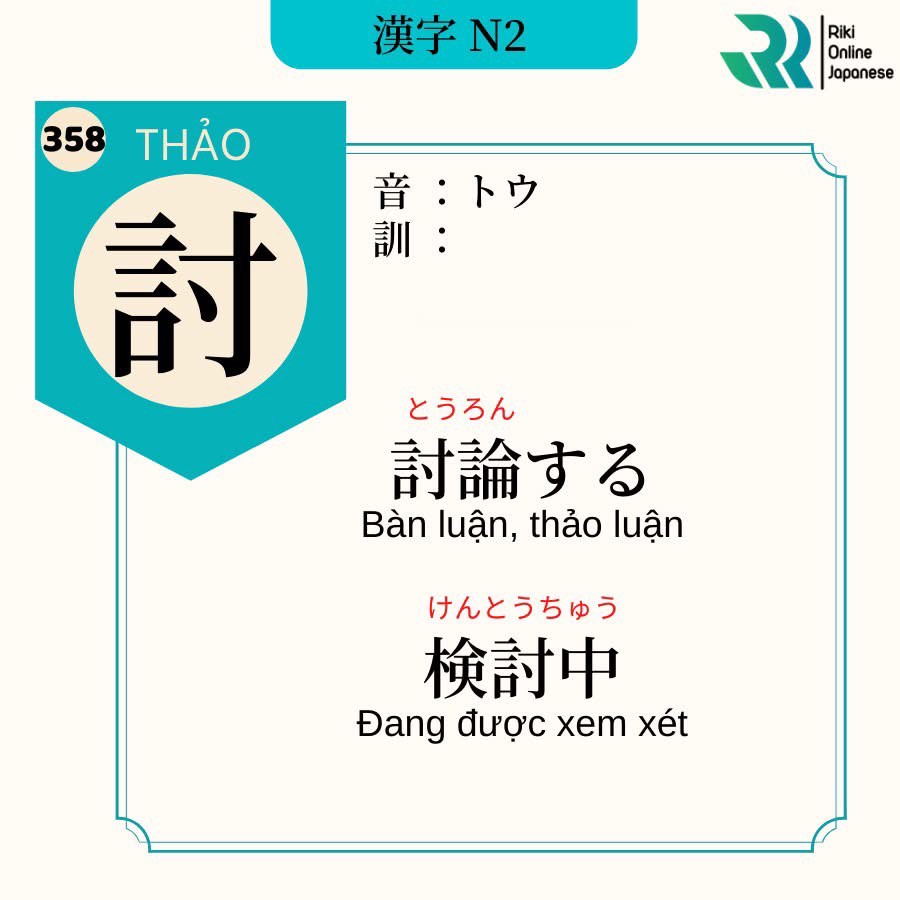 漢字 N2
Riki
Online
Japanese
358
THẢO
討
音 ：トウ
訓 ：
とうろん
討論する
Bàn luận, thảo luận
けんとうちゅう
検討中
Đang được xem xét